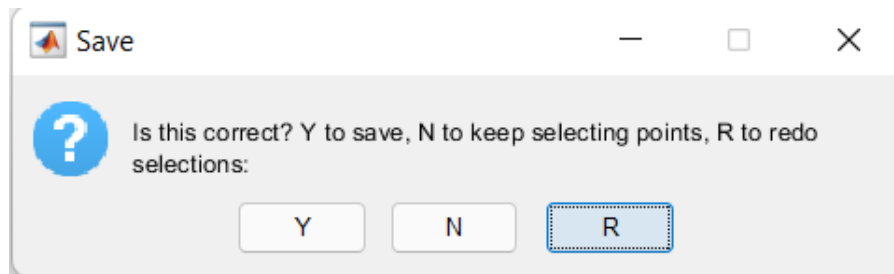 Save
Is this correct? Y to save, N to keep selecting points, R to redo
selections:
Y N R